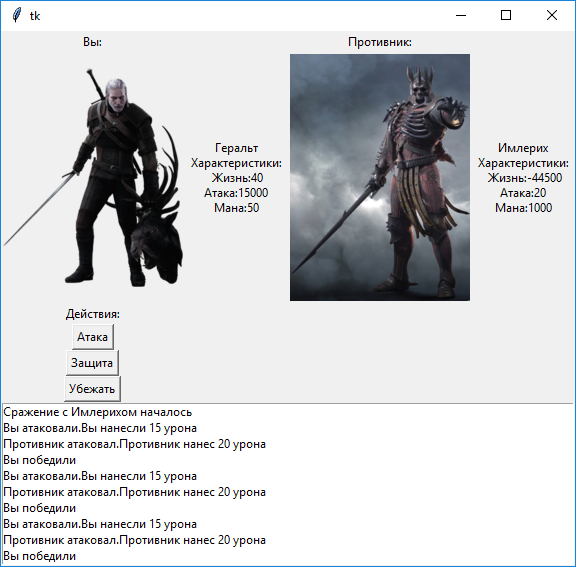 tk
Вы:
Противник:
Геральт
Характеристики:
Жизнь:40
Атака:15000
Мана:50
Имлерих
Характеристики:
Жизнь:-44500
Атака:20
Мана:1000
Действия:
Атака
Защита
Убежать
Сражение с Имлерихом началось
Вы атаковали.Вы нанесли 15 урона
Противник атаковал.Противник нанес 20 урона
Вы победили
Вы атаковали.Вы нанесли 15 урона
Противник атаковал.Противник нанес 20 урона
Вы победили
Вы атаковали.Вы нанесли 15 урона
Противник атаковал.Противник нанес 20 урона
Вы победили